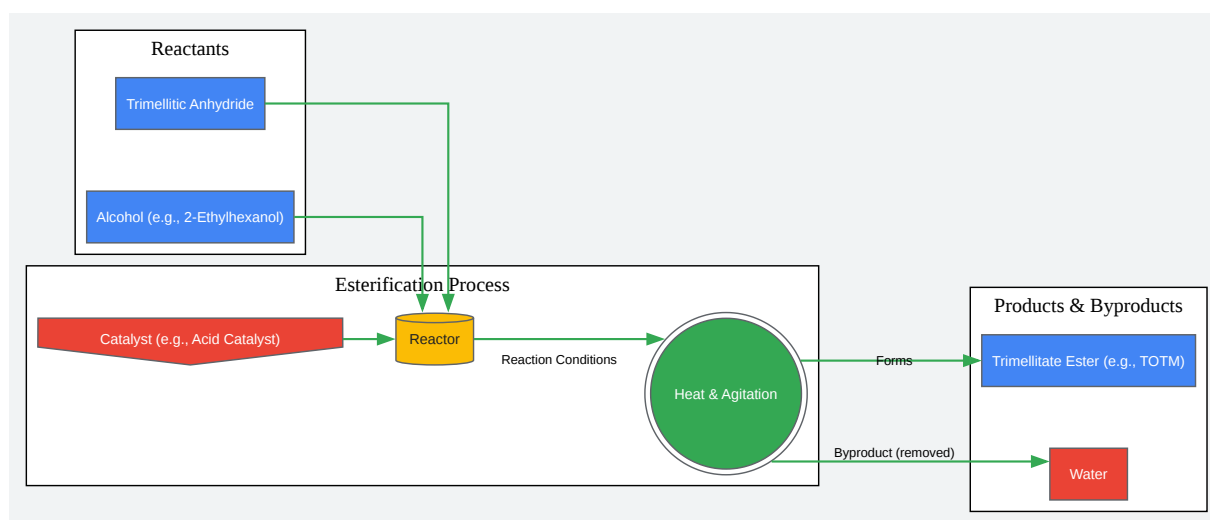 Reactants
Trimellitic Anhydride
Alcohol (e.g., 2-Ethylhexanol)
Esterification Process
Catalyst (e.g., Acid Catalyst)
Reactor
Reaction Conditions
Heat & Agitation
Products & Byproducts
Forms
Trimellitate Ester (e.g., TOTM)
Byproduct (removed)
Water